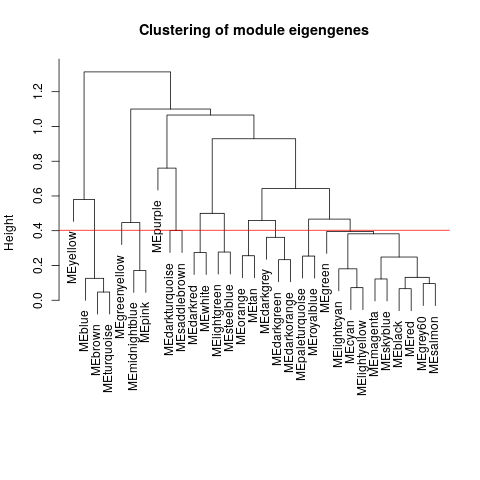 Clustering of module eigengenes
Height
0.0
0.2
0.4
0.6
0.8
1.0
1.2
MEyellow
MEblue
MEbrown
MEturquoise
MEgreenyellow
MEmidnightblue
MEpink
MEpurple
MEdarkturquoise
MEsaddlebrown
MEdarkred
MEwhite
MElightgreen
MEsteelblue
MEorange
MEtan
MEdarkgrey
MEdarkgreen
MEdarkorange
MEpaleturquoise
MEroyalblue
MEgreen
MElightcyan
MEcyan
MElightyellow
MEmagenta
MEskyblue
MEblack
MEred
MEgrey60
MEsalmon